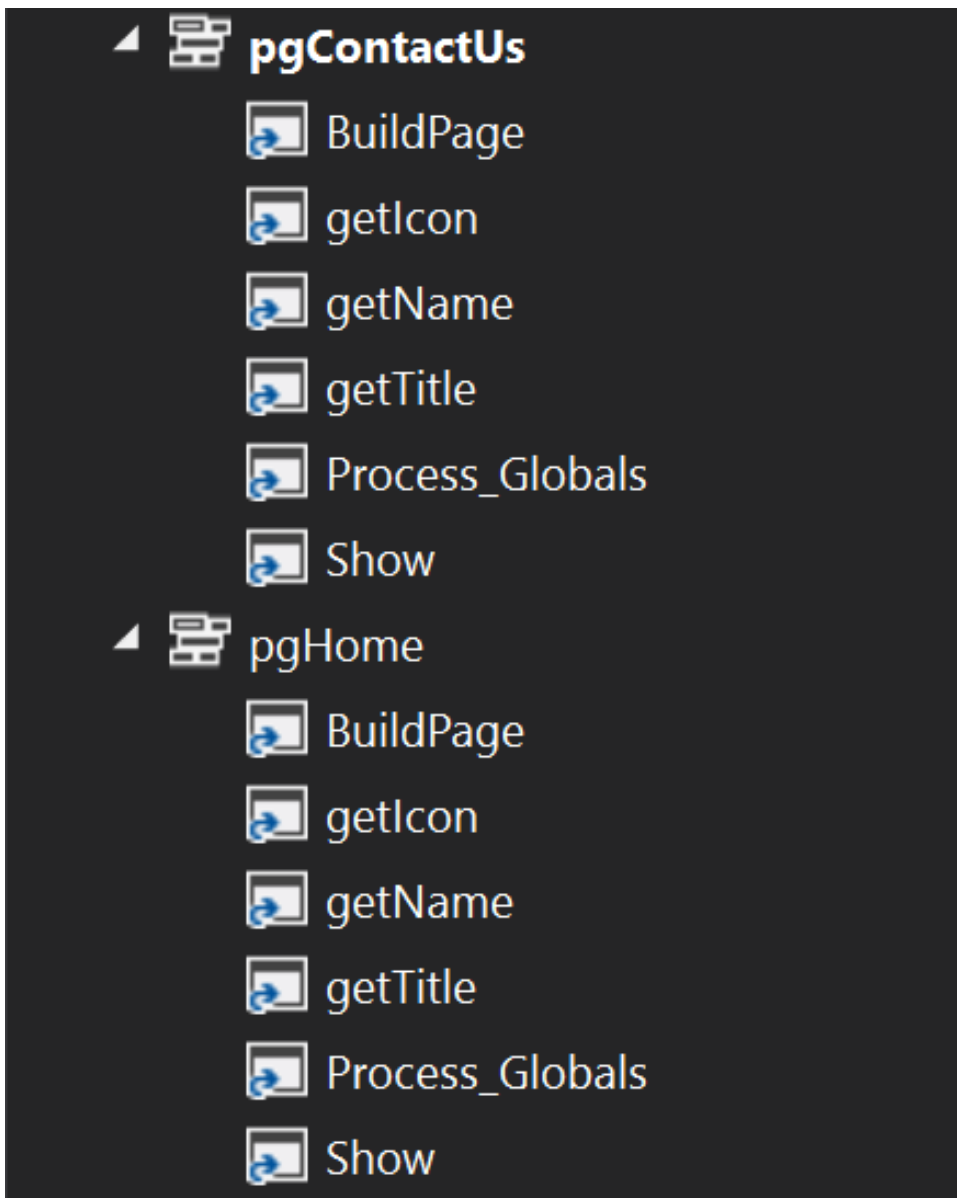 pgContactUs
BuildPage
getIcon
getName
getTitle
Process_Globals
Show
pgHome
BuildPage
getIcon
getName
getTitle
Process_Globals
Show